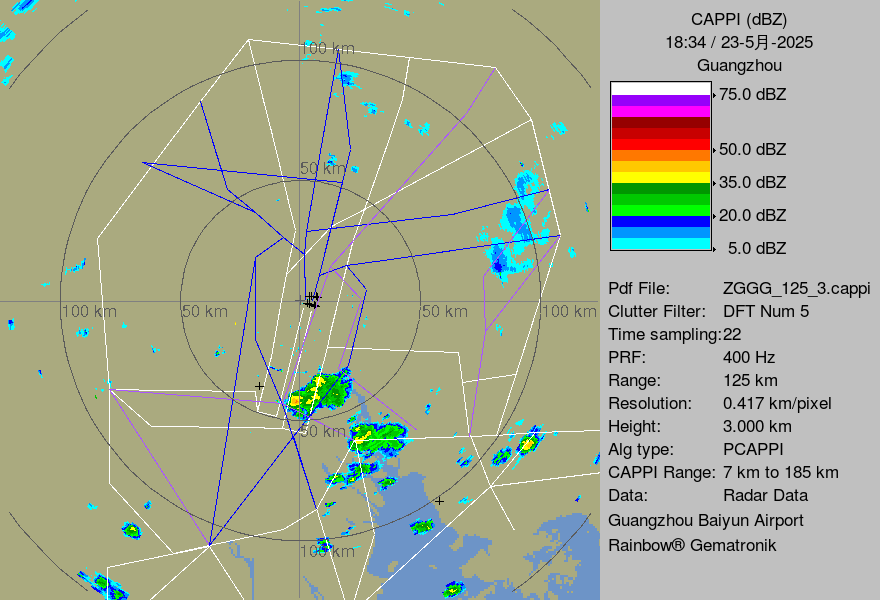 CAPPI (dBZ)
18:34 / 23-5月-2025
Guangzhou
75.0 dBZ
50.0 dBZ
35.0 dBZ
20.0 dBZ
5.0 dBZ
Pdf File: ZGGG_125_3.cappi
Clutter Filter: DFT Num 5
Time sampling:22
PRF: 400 Hz
Range: 125 km
Resolution: 0.417 km/pixel
Height: 3.000 km
Alg type: PCAPPI
CAPPI Range: 7 km to 185 km
Data: Radar Data
Guangzhou Baiyun Airport
Rainbow® Gematronik
100 km
50 km
100 km
50 km
50 km
100 km
50 km
100 km